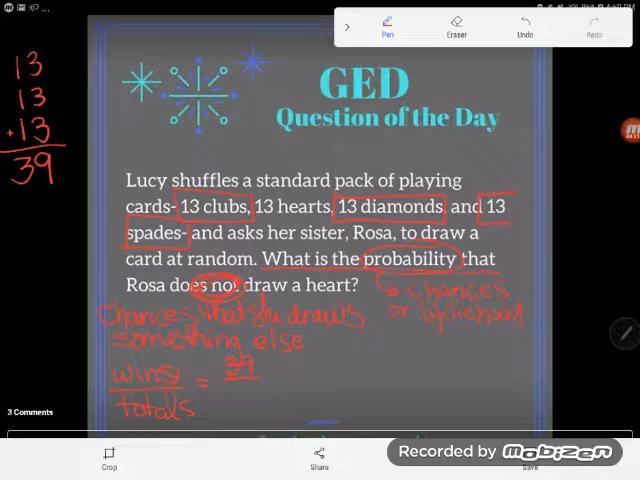 Pen
Eraser
Undo
Redo
13
13
+13
39
GED
Question of the Day
Lucy shuffles a standard pack of playing
cards- 13 clubs, 13 hearts, 13 diamonds, and 13
spades- and asks her sister, Rosa, to draw a
card at random. What is the probability that
Rosa does not draw a heart?
chances
or likelihood
Chances that she draws
something else
wins = 39
totals
3 Comments
Crop
Share
Save
Recorded by
mobizen